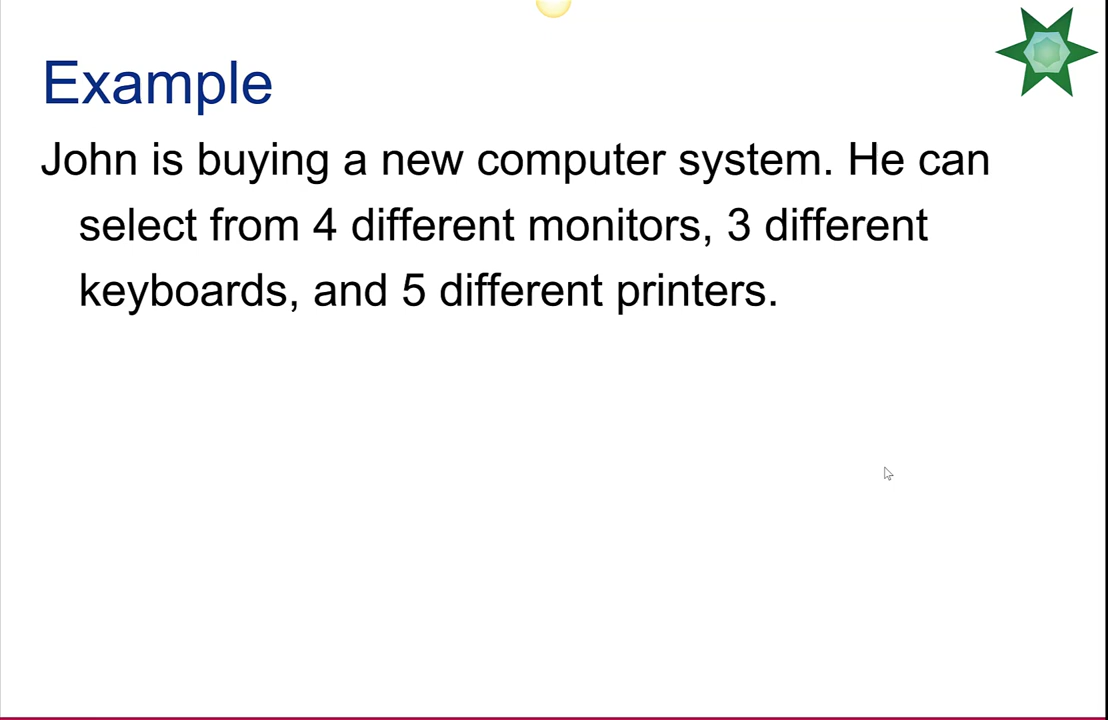 Example
John is buying a new computer system. He can
select from 4 different monitors, 3 different
keyboards, and 5 different printers.